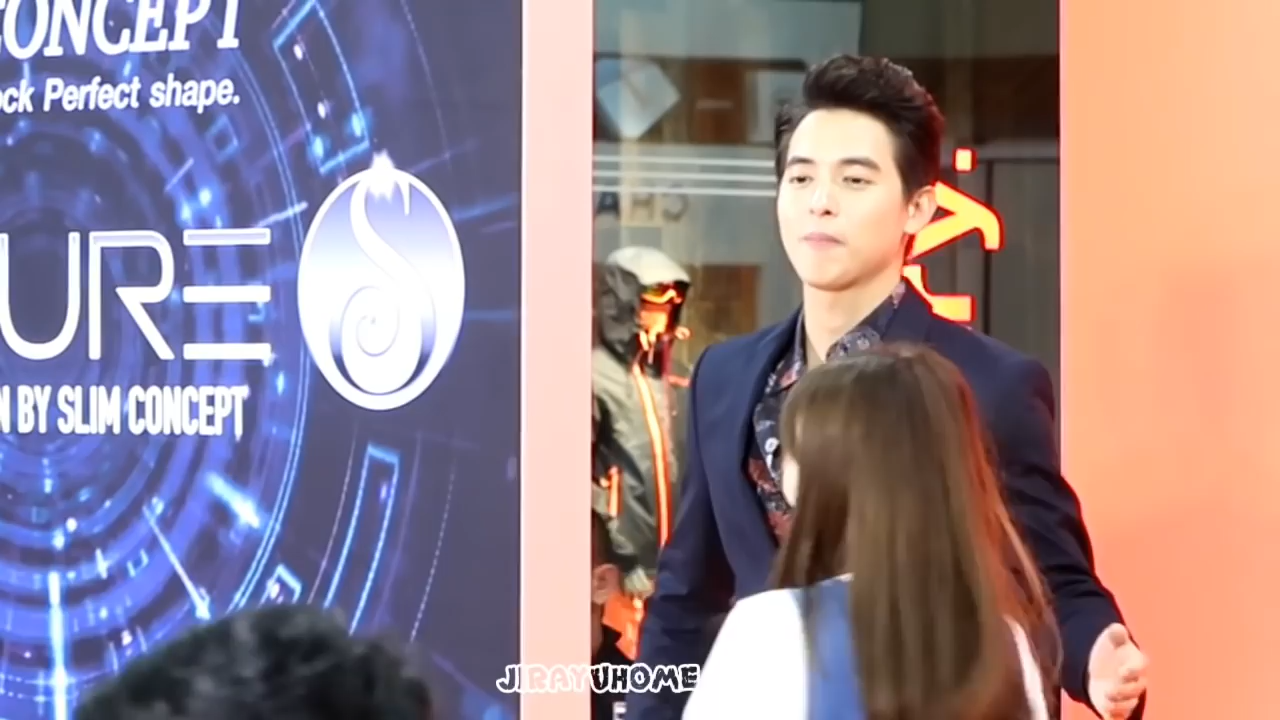 CONCEPT
ock Perfect shape.
URE
N BY SLIM CONCEPT
JIRAYUHOME